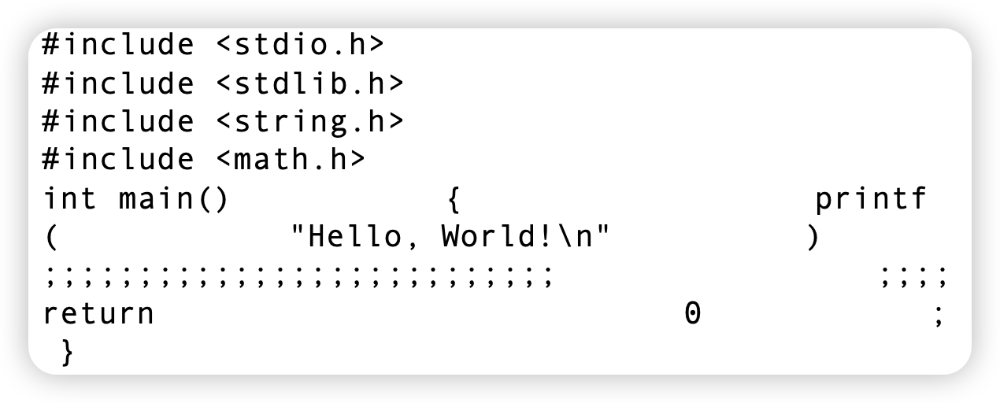 #include <stdio.h>
#include <stdlib.h>
#include <string.h>
#include <math.h>
int main()           {                   printf
(            "Hello, World!\n"          )
;;;;;;;;;;;;;;;;;;;;;;;;;;;                 ;;;;
return                            0            ;
 }